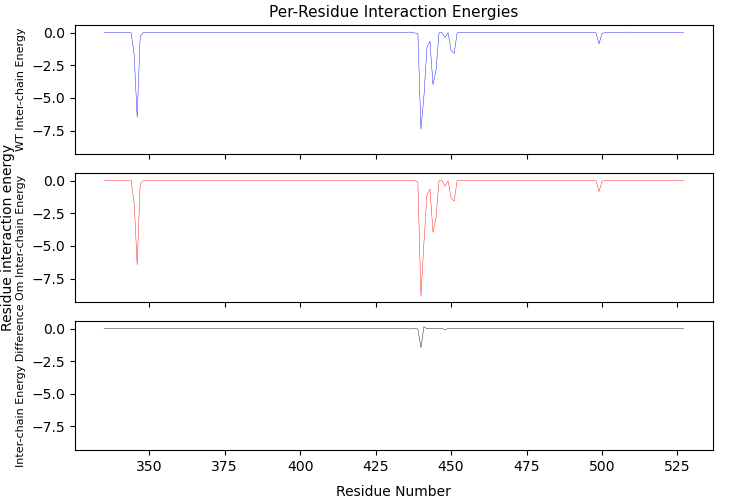 Per-Residue Interaction Energies
Residue interaction energy
WT Inter-chain Energy
0.0
−2.5
−5.0
−7.5
Om Inter-chain Energy
0.0
−2.5
−5.0
−7.5
Inter-chain Energy Difference
0.0
−2.5
−5.0
−7.5
350 375 400 425 450 475 500 525
Residue Number